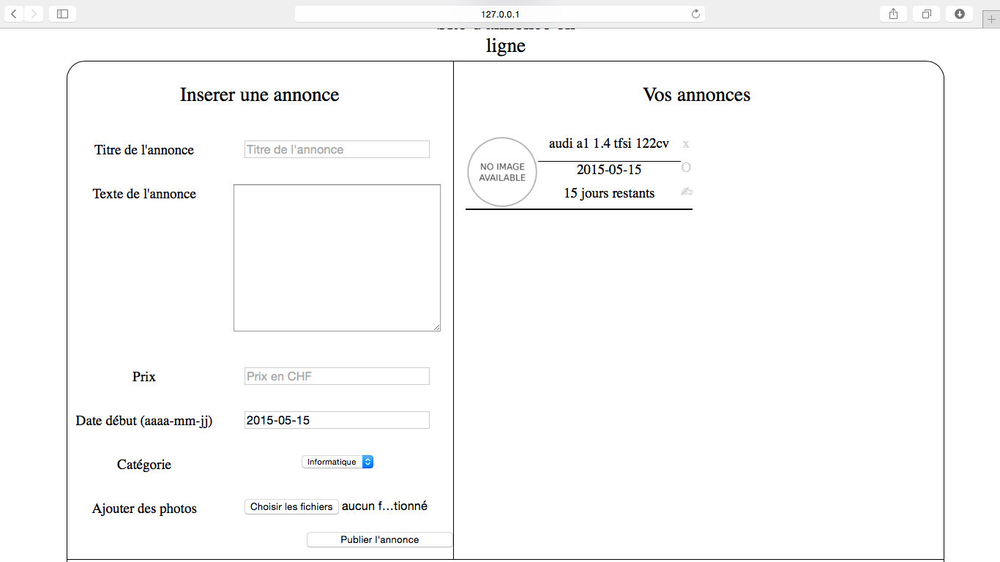 127.0.0.1
Site d'annonce en
ligne
Inserer une annonce
Titre de l'annonce
Titre de l'annonce
Texte de l'annonce
Prix
Prix en CHF
Date début (aaaa-mm-jj)
2015-05-15
Catégorie
Informatique
Ajouter des photos
Choisir les fichiers aucun f...tionné
Publier l'annonce
Vos annonces
NO IMAGE
AVAILABLE
audi a1 1.4 tfsi 122cv
x
2015-05-15
O
15 jours restants
✍